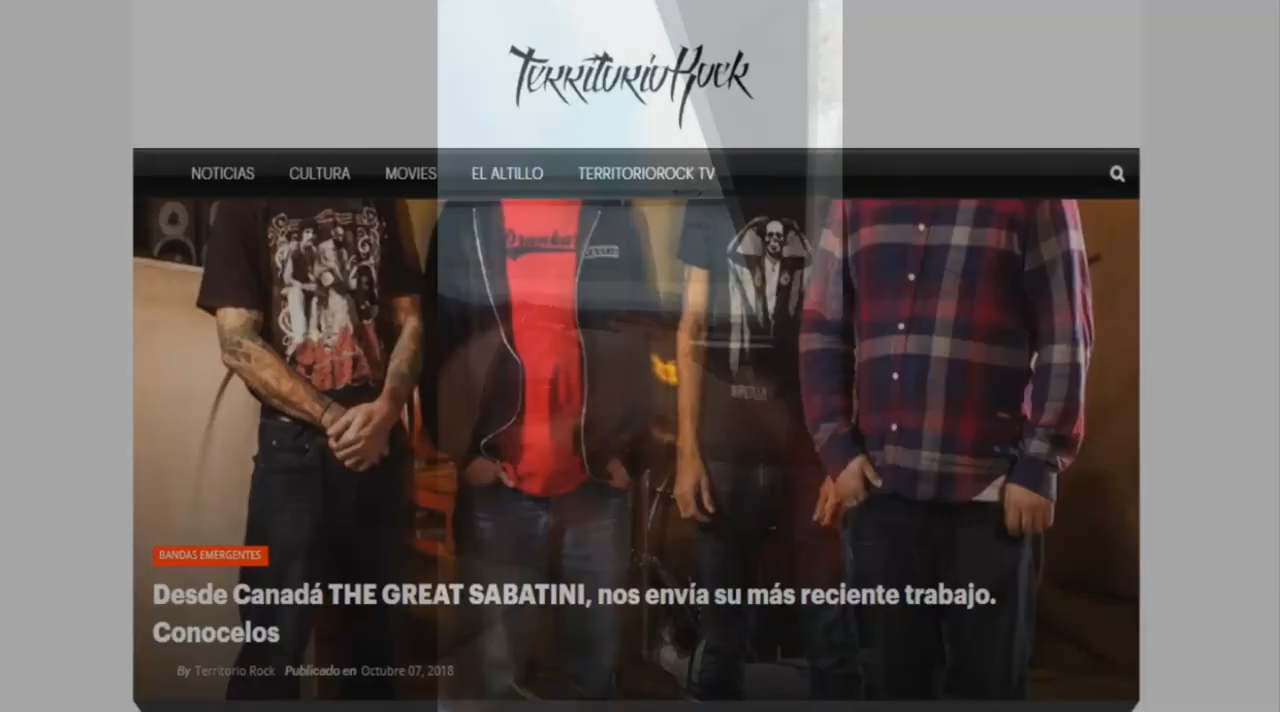 TerritorioRock
NOTICIAS CULTURA MOVIES EL ALTILLO TERRITORIOROCK TV
BANDAS EMERGENTES
Desde Canadá THE GREAT SABATINI, nos envía su más reciente trabajo.
Conocelos
By Territorio Rock Publicado en Octubre 07, 2018